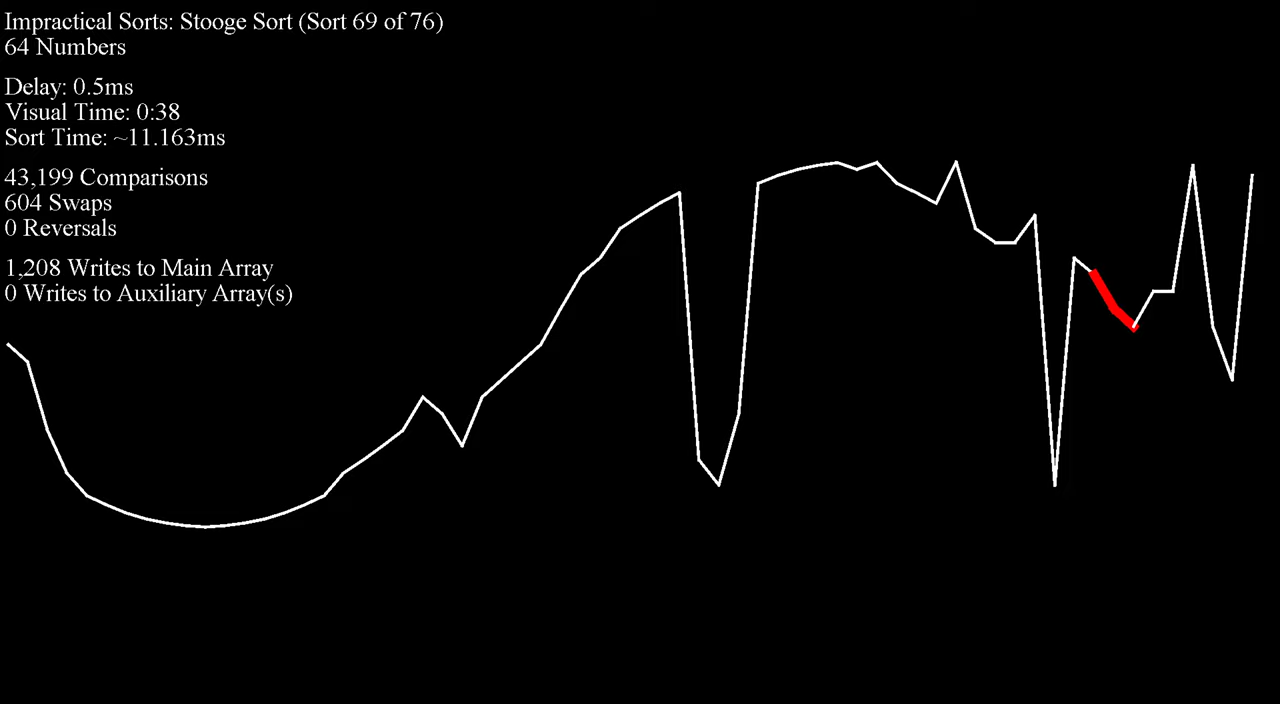 Impractical Sorts: Stooge Sort (Sort 69 of 76)
64 Numbers
Delay: 0.5ms
Visual Time: 0:38
Sort Time: ~11.163ms
43,199 Comparisons
604 Swaps
0 Reversals
1,208 Writes to Main Array
0 Writes to Auxiliary Array(s)